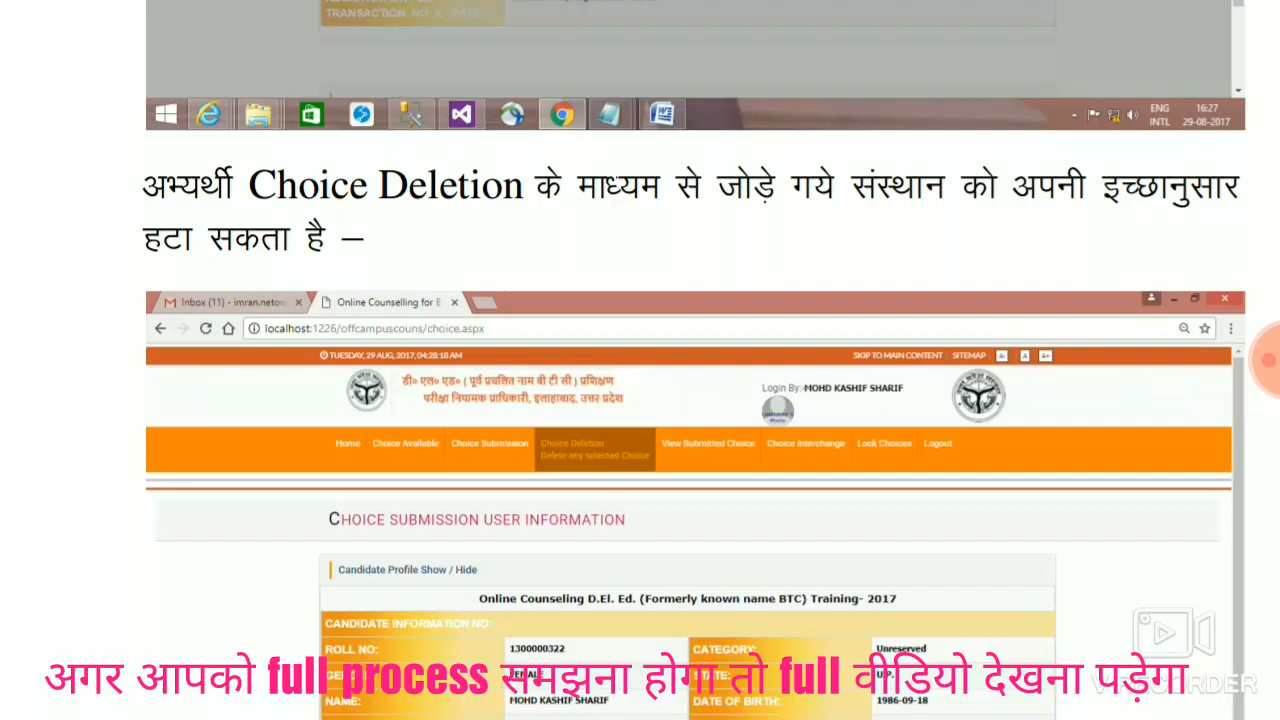 TRANSACTION NO. & DATE
ENG 16:27
INTL 29-08-2017
अभ्यर्थी Choice Deletion के माध्यम से जोड़े गये संस्थान को अपनी इच्छानुसार
हटा सकता है –
Inbox (11) - imran.netow Online Counselling for B
localhost:1226/offcampuscouns/choice.aspx
TUESDAY, 29 AUG, 2017, 04:28:18 AM SKIP TO MAIN CONTENT | SITEMAP A- A A+
डी० एल० एड० ( पूर्व प्रचलित नाम बी टी सी ) प्रशिक्षण
परीक्षा नियामक प्राधिकारी, इलाहाबाद, उत्तर प्रदेश
Login By:-MOHD KASHIF SHARIF
Home Choice Available Choice Submission Choice Deletion View Submitted Choice Choice Interchange Lock Choices Logout
Delete any selected Choice
CHOICE SUBMISSION USER INFORMATION
Candidate Profile Show / Hide
Online Counseling D.El. Ed. (Formerly known name BTC) Training- 2017
CANDIDATE INFORMATION NO:
ROLL NO: 1300000322 CATEGORY: Unreserved
अगर आपको full process समझना होगा तो full वीडियो देखना पड़ेगा
FEMALE STATE: U.P.
NAME: MOHD KASHIF SHARIF DATE OF BIRTH: 1986-09-18